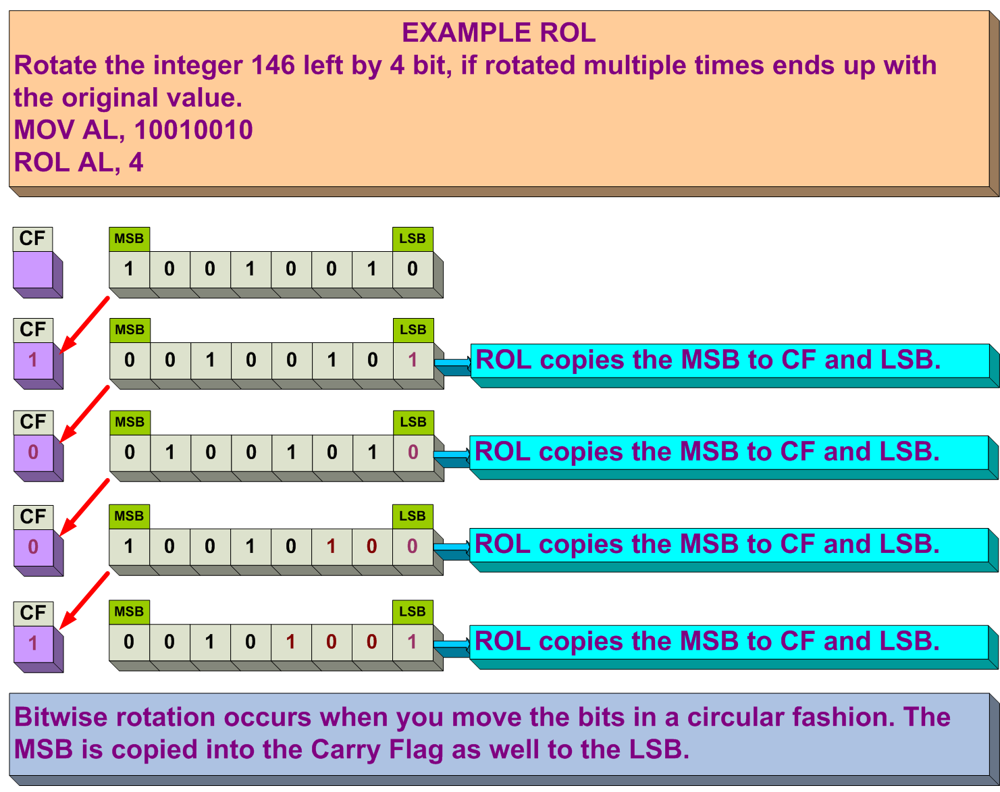 EXAMPLE ROL
Rotate the integer 146 left by 4 bit, if rotated multiple times ends up with
the original value.
MOV AL, 10010010
ROL AL, 4
CF MSB LSB
1 0 0 1 0 0 1 0
CF MSB LSB
1 0 0 1 0 0 1 0 1 ROL copies the MSB to CF and LSB.
CF MSB LSB
0 0 1 0 0 1 0 1 0 ROL copies the MSB to CF and LSB.
CF MSB LSB
0 1 0 0 1 0 1 0 0 ROL copies the MSB to CF and LSB.
CF MSB LSB
1 0 0 1 0 1 0 0 1 ROL copies the MSB to CF and LSB.
Bitwise rotation occurs when you move the bits in a circular fashion. The
MSB is copied into the Carry Flag as well to the LSB.